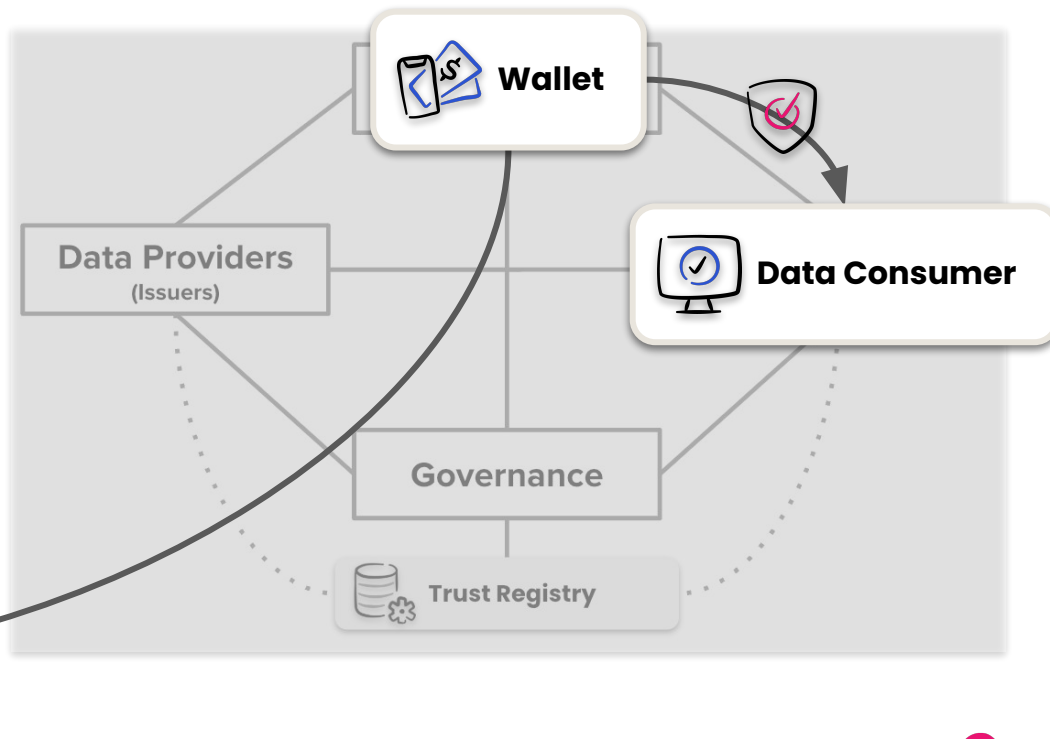 Wallet
Data Providers
(Issuers)
Data Consumer
Governance
Trust Registry